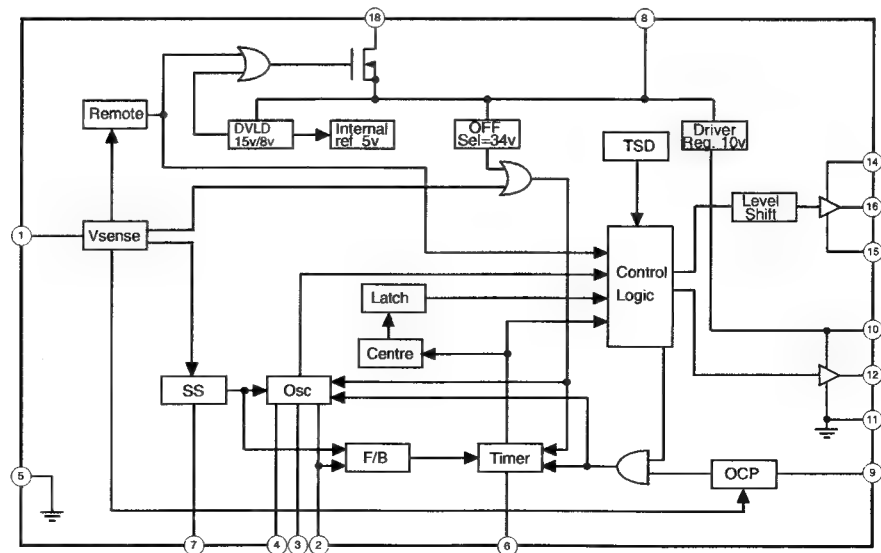 18
8
Remote
DVLD
15v/8v
Internal
ref 5v
OFF
Sel=34v
Driver
Reg. 10v
TSD
14
Level
Shift
16
1
Vsense
15
Control
Logic
Latch
10
Centre
12
SS
Osc
11
F/B
Timer
OCP
9
5
7
4
3
2
6